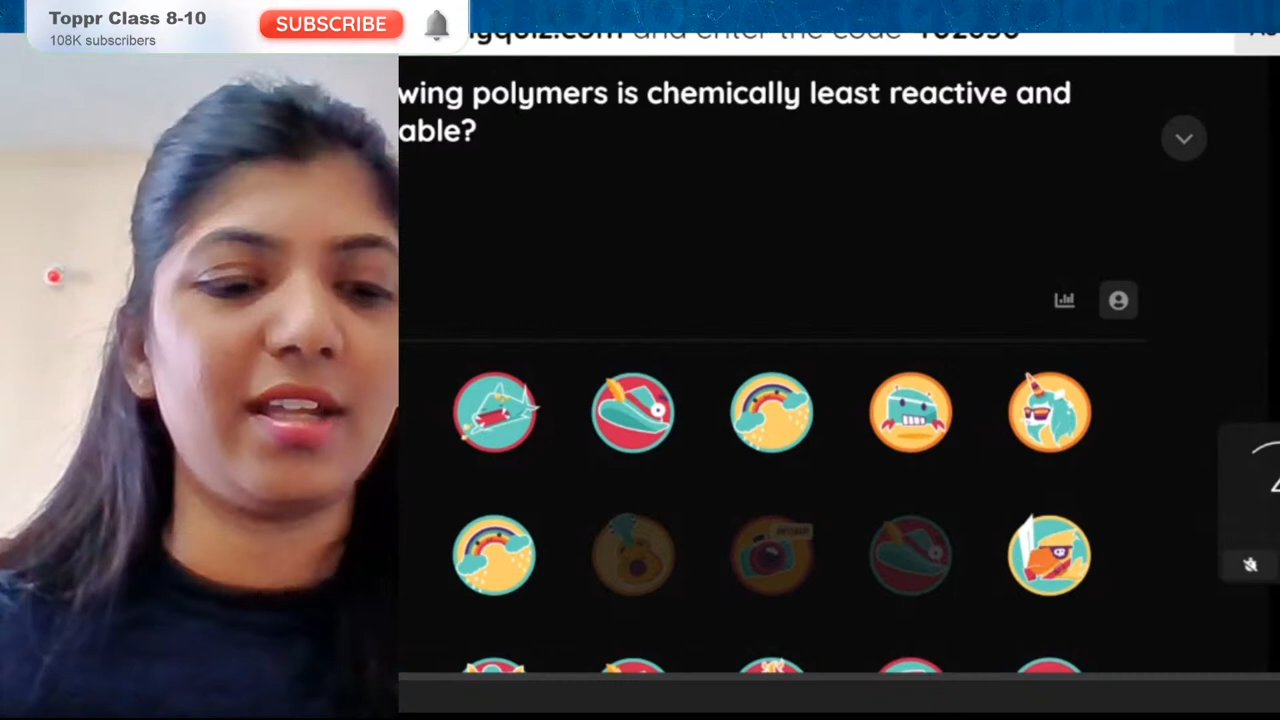 Toppr Class 8-10
SUBSCRIBE
108K subscribers
and enter the code
wing polymers is chemically least reactive and
able?